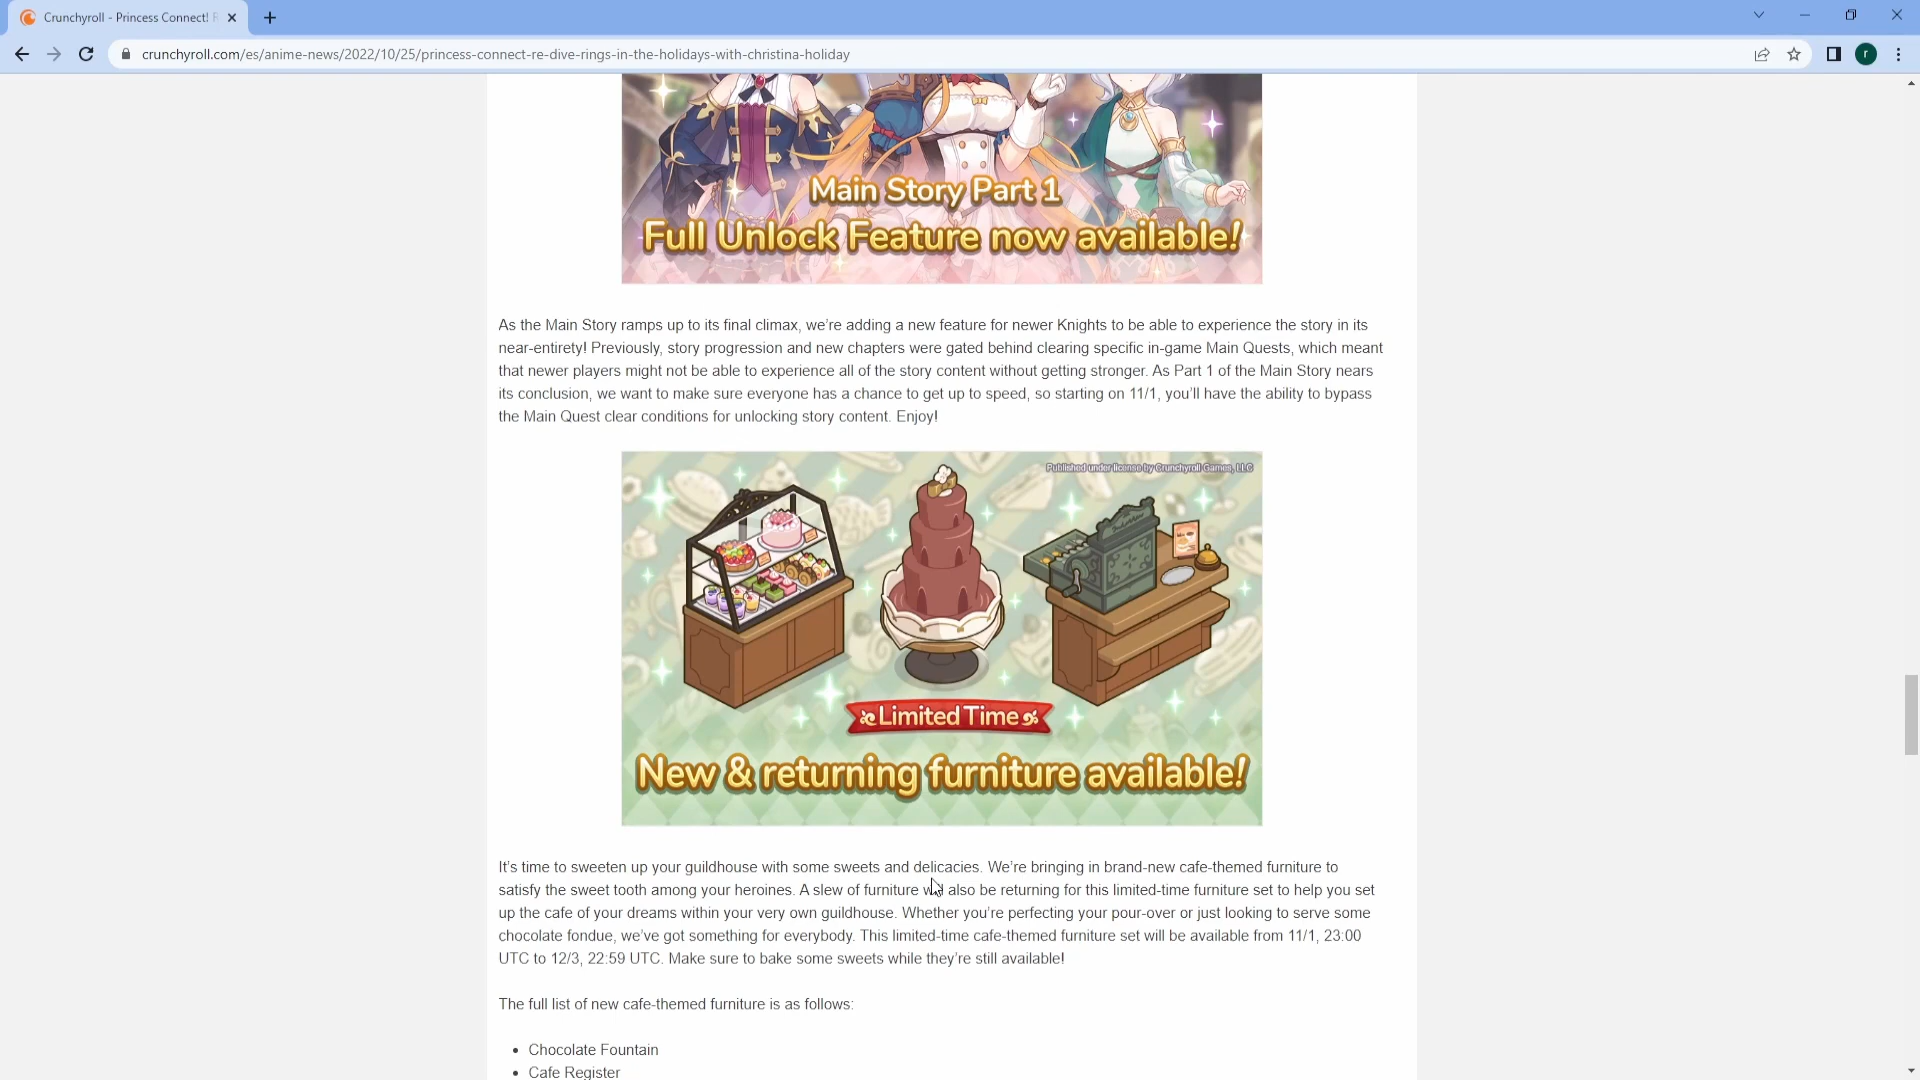 Crunchyroll - Princess Connect!
crunchyroll.com/es/anime-news/2022/10/25/princess-connect-re-dive-rings-in-the-holidays-with-christina-holiday
r
Main Story Part 1
Full Unlock Feature now available!
As the Main Story ramps up to its final climax, we’re adding a new feature for newer Knights to be able to experience the story in its
near-entirety! Previously, story progression and new chapters were gated behind clearing specific in-game Main Quests, which meant
that newer players might not be able to experience all of the story content without getting stronger. As Part 1 of the Main Story nears
its conclusion, we want to make sure everyone has a chance to get up to speed, so starting on 11/1, you’ll have the ability to bypass
the Main Quest clear conditions for unlocking story content. Enjoy!
Published under license by Crunchyroll Games, LLC
Limited Time
New & returning furniture available!
It’s time to sweeten up your guildhouse with some sweets and delicacies. We’re bringing in brand-new cafe-themed furniture to
satisfy the sweet tooth among your heroines. A slew of furniture will also be returning for this limited-time furniture set to help you set
up the cafe of your dreams within your very own guildhouse. Whether you’re perfecting your pour-over or just looking to serve some
chocolate fondue, we’ve got something for everybody. This limited-time cafe-themed furniture set will be available from 11/1, 23:00
UTC to 12/3, 22:59 UTC. Make sure to bake some sweets while they’re still available!
The full list of new cafe-themed furniture is as follows:
• Chocolate Fountain
• Cafe Register